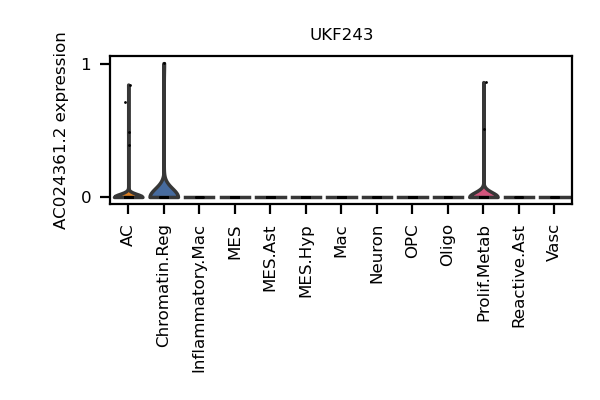 UKF243
AC024361.2 expression
1
0
AC
Chromatin.Reg
Inflammatory.Mac
MES
MES.Ast
MES.Hyp
Mac
Neuron
OPC
Oligo
Prolif.Metab
Reactive.Ast
Vasc